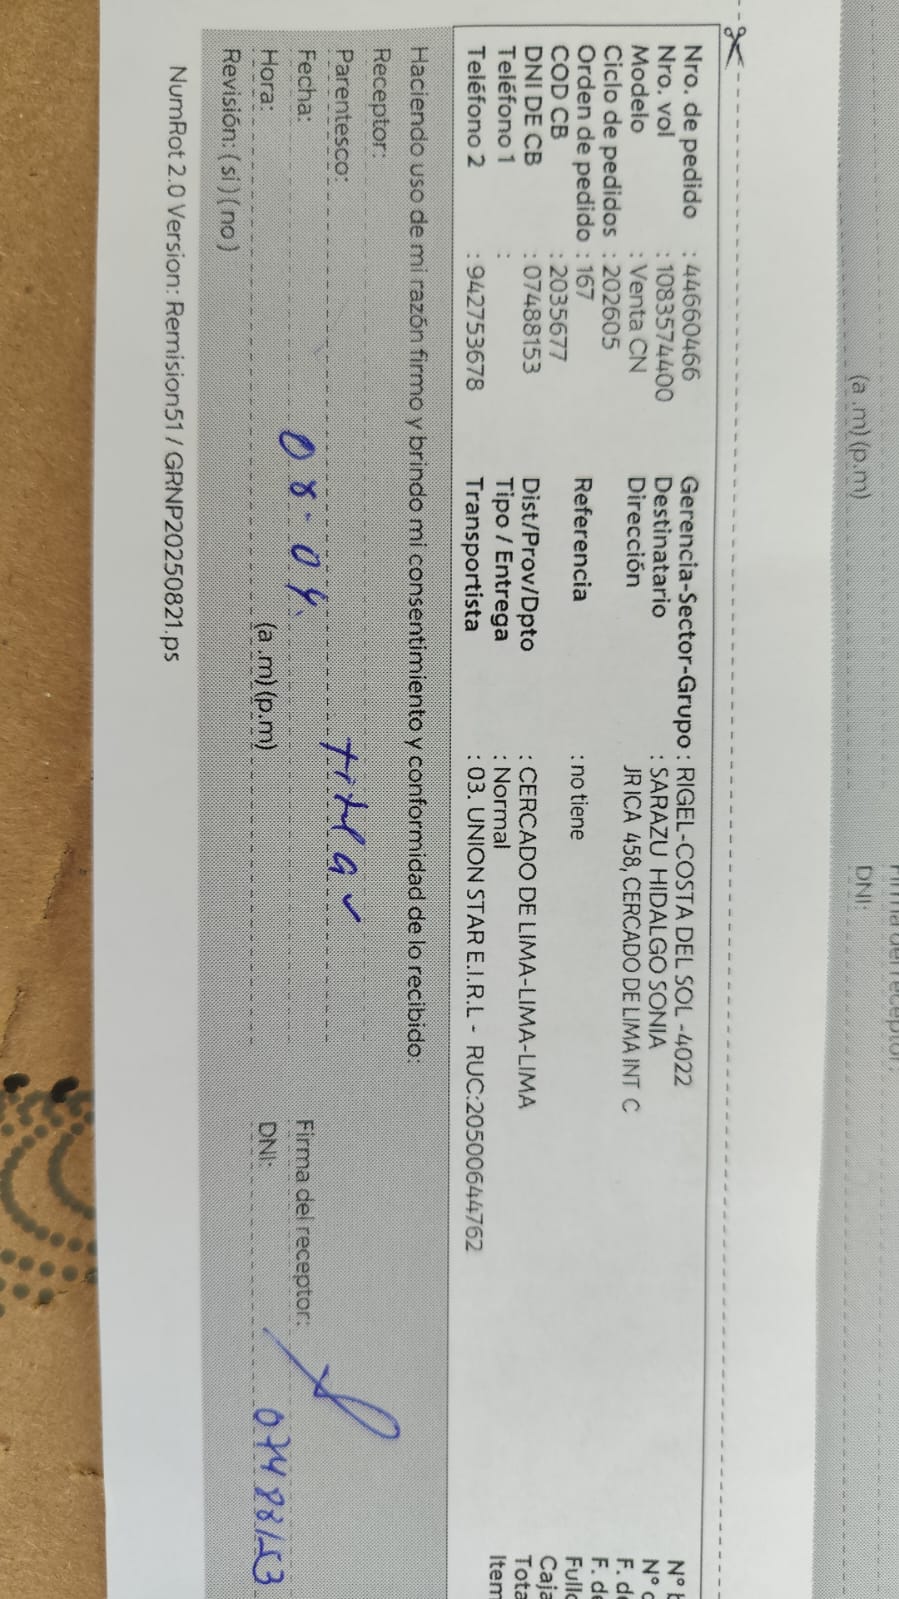 (a .m) (p.m)
DNI:
Firma del receptor:
Nro. de pedido : 44660466
Nro. vol : 1083574400
Modelo : Venta CN
Ciclo de pedidos : 202605
Orden de pedido : 167
COD CB : 2035677
DNI DE CB : 07488153
Teléfono 1 :
Teléfono 2 : 942753678
Gerencia-Sector-Grupo : RIGEL-COSTA DEL SOL -4022
Destinatario : SARAZU HIDALGO SONIA
Dirección JR ICA 458, CERCADO DE LIMA INT C
Referencia : no tiene
Dist/Prov/Dpto : CERCADO DE LIMA-LIMA-LIMA
Tipo / Entrega : Normal
Transportista : 03. UNION STAR E.I.R.L - RUC:20500644762
Haciendo uso de mi razón firmo y brindo mi consentimiento y conformidad de lo recibido:
Receptor:
Parentesco:
Fecha: 08-04
Hora: (a .m) (p.m)
Revisión: ( si ) ( no )
Firma del receptor:
DNI: 07488153
NumRot 2.0 Version: Remision51 / GRNP20250821.ps